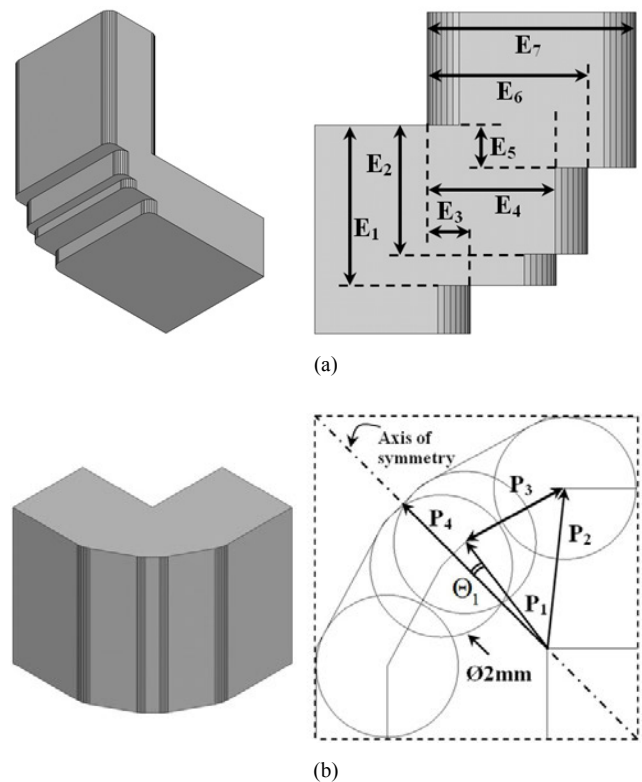 E7
E6
E5
E2
E4
E1
E3
(a)
Axis of
symmetry
P3
P4
P2
Θ1
P1
Ø2mm
(b)